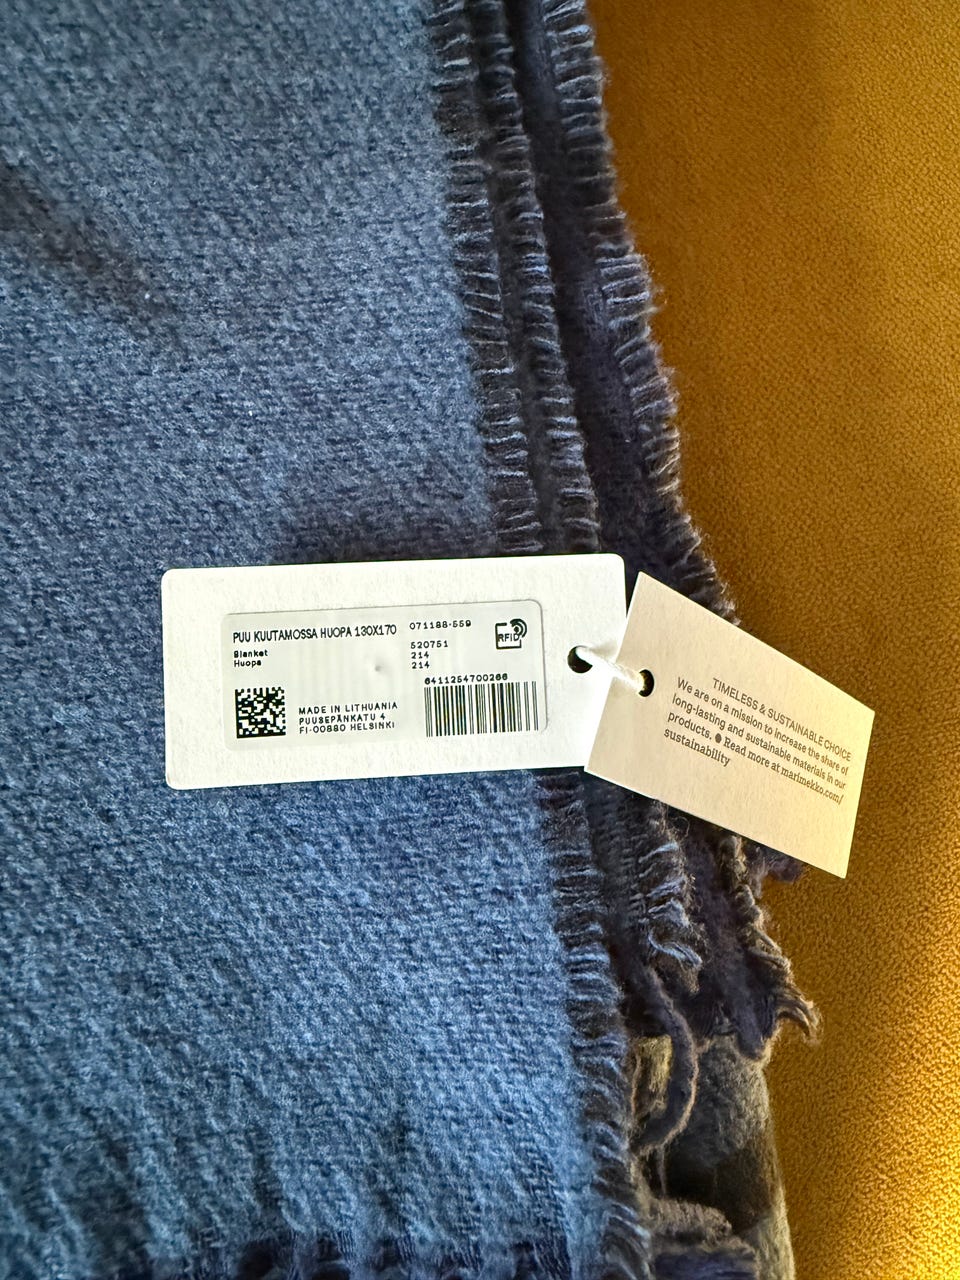 PUU KUUTAMOSSA HUOPA 130X170
Blanket
Huopa
071188-559
520751
214
214
RFID
6411254700266
MADE IN LITHUANIA
PUUSEPÄNKATU 4
FI-00880 HELSINKI
TIMELESS & SUSTAINABLE CHOICE
We are on a mission to increase the share of
long-lasting and sustainable materials in our
products. ● Read more at marimekko.com/
sustainability